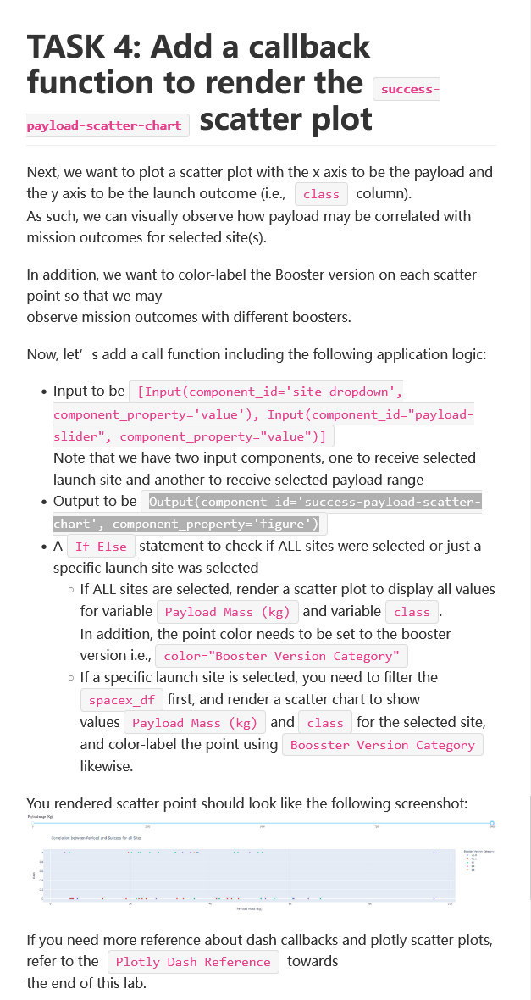 TASK 4: Add a callback
function to render the success-
payload-scatter-chart scatter plot
Next, we want to plot a scatter plot with the x axis to be the payload and
the y axis to be the launch outcome (i.e., class column).
As such, we can visually observe how payload may be correlated with
mission outcomes for selected site(s).
In addition, we want to color-label the Booster version on each scatter
point so that we may
observe mission outcomes with different boosters.
Now, let' s add a call function including the following application logic:
• Input to be [Input(component_id='site-dropdown',
component_property='value'), Input(component_id="payload-
slider", component_property="value")]
Note that we have two input components, one to receive selected
launch site and another to receive selected payload range
• Output to be Output(component_id='success-payload-scatter-
chart', component_property='figure')
• A If-Else statement to check if ALL sites were selected or just a
specific launch site was selected
○ If ALL sites are selected, render a scatter plot to display all values
for variable Payload Mass (kg) and variable class .
In addition, the point color needs to be set to the booster
version i.e., color="Booster Version Category"
○ If a specific launch site is selected, you need to filter the
spacex_df first, and render a scatter chart to show
values Payload Mass (kg) and class for the selected site,
and color-label the point using Boosster Version Category
likewise.
You rendered scatter point should look like the following screenshot:
Payload range (Kg):
Correlation between Payload and Success for all Sites
Booster Version Category
Payload Mass (kg)
If you need more reference about dash callbacks and plotly scatter plots,
refer to the Plotly Dash Reference towards
the end of this lab.